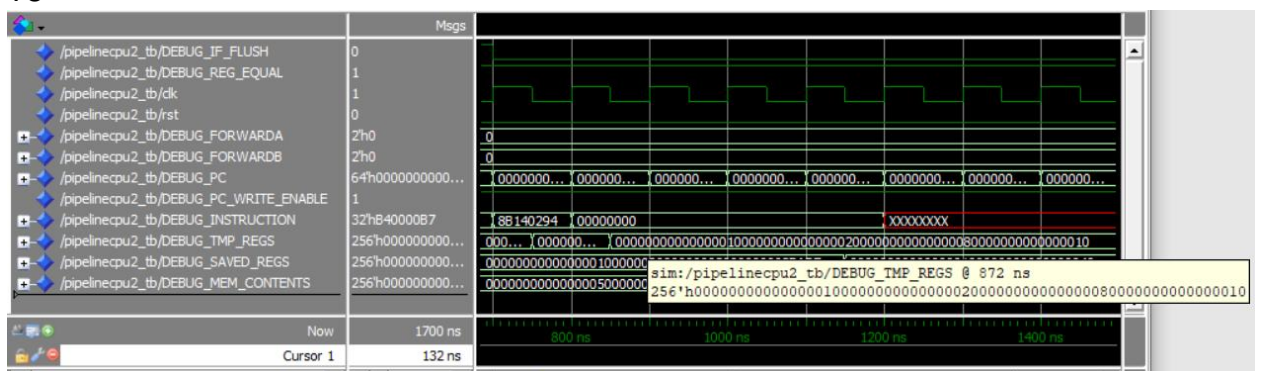 Msgs
/pipelinecpu2_tb/DEBUG_IF_FLUSH 0
/pipelinecpu2_tb/DEBUG_REG_EQUAL 1
/pipelinecpu2_tb/clk 1
/pipelinecpu2_tb/rst 0
/pipelinecpu2_tb/DEBUG_FORWARDA 2'h0 0
/pipelinecpu2_tb/DEBUG_FORWARDB 2'h0 0
/pipelinecpu2_tb/DEBUG_PC 64'h0000000000... 0000000... 000000... 000000... 000000... 000000... 0000000... 000000... 000000...
/pipelinecpu2_tb/DEBUG_PC_WRITE_ENABLE 1
/pipelinecpu2_tb/DEBUG_INSTRUCTION 32'hB40000B7 8B140294 00000000 XXXXXXXX
/pipelinecpu2_tb/DEBUG_TMP_REGS 256'h000000000... 000... 000000... 0000000000000001000000000000000200000000000000080000000000000010
/pipelinecpu2_tb/DEBUG_SAVED_REGS 256'h000000000...
/pipelinecpu2_tb/DEBUG_MEM_CONTENTS 256'h000000000...
sim:/pipelinecpu2_tb/DEBUG_TMP_REGS @ 872 ns
256'h0000000000000001000000000000000200000000000000080000000000000010
Now 1700 ns 800 ns 1000 ns 1200 ns 1400 ns
Cursor 1 132 ns